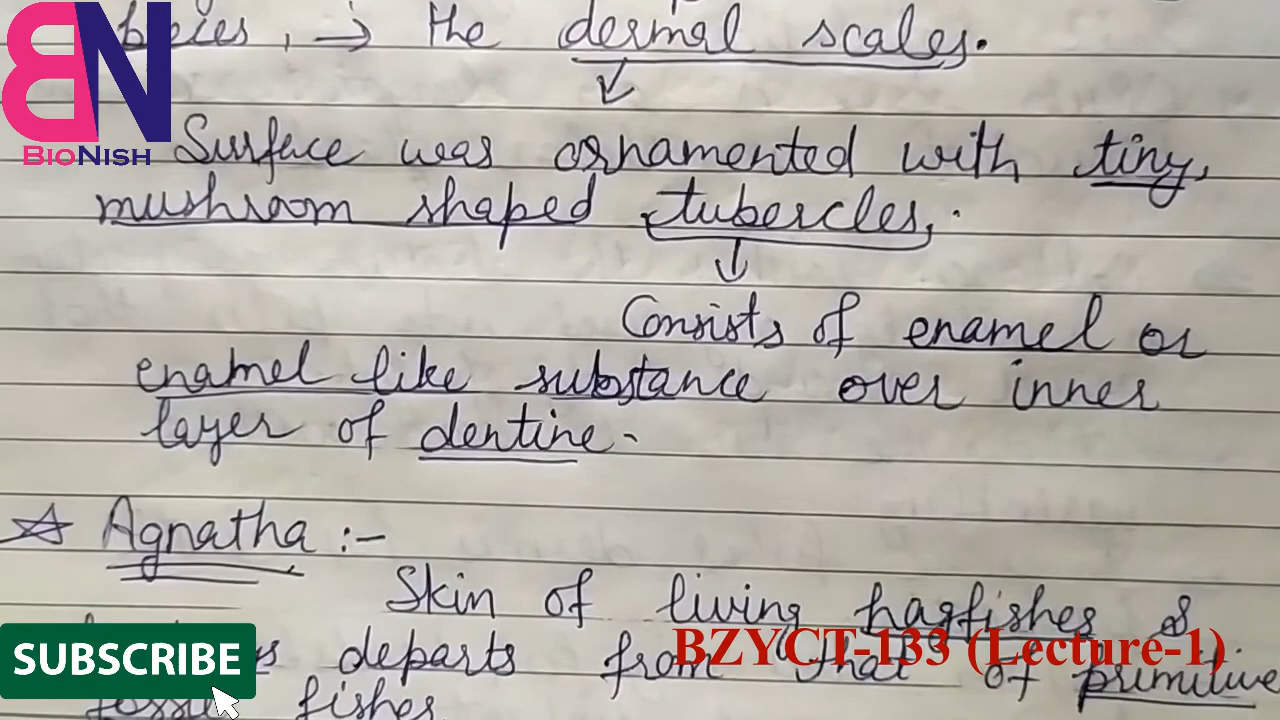 BN
BIONISH
, → the dermal scales.
↓
Surface was ornamented with tiny,
mushroom shaped tubercles,.
↓
Consists of enamel or
enamel like substance over inner
layer of dentine.
☆ Agnatha :-
Skin of living hagfishes &
departs from that of primitive
fishes
SUBSCRIBE
BZYCT-133 (Lecture-1)